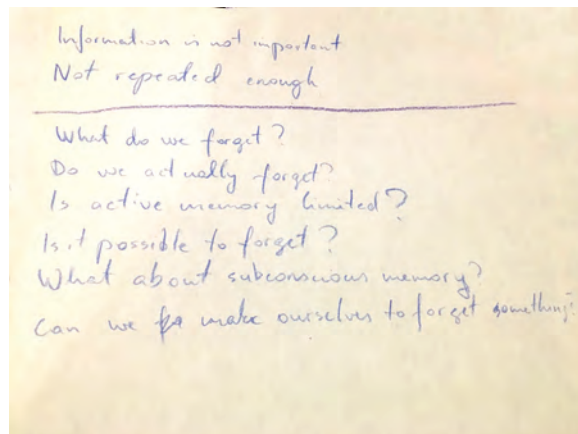 Information is not important
Not repeated enough
What do we forget?
Do we actually forget?
Is active memory limited?
Is it possible to forget?
What about subconscious memory?
Can we make ourselves to forget something?